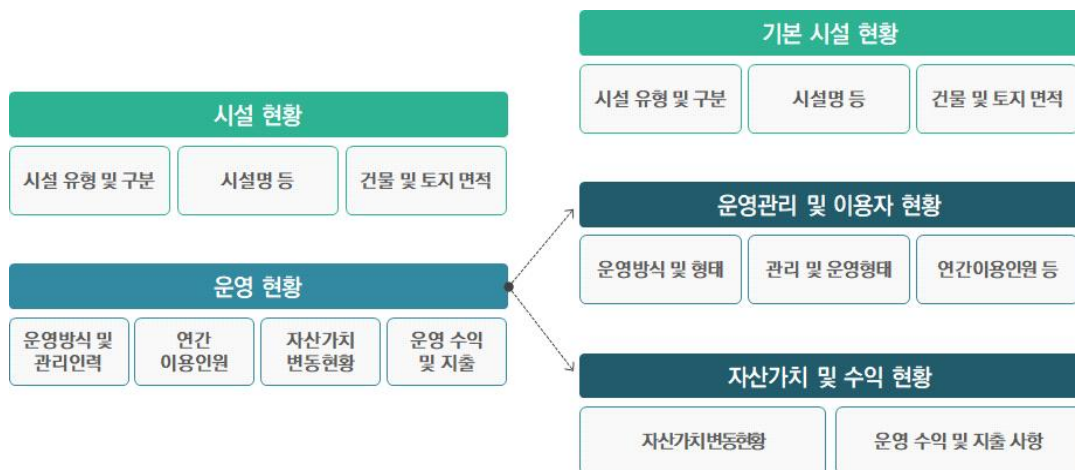 시설 현황
시설 유형 및 구분
시설명 등
건물 및 토지 면적
운영 현황
운영방식 및
관리인력
연간
이용인원
자산가치
변동현황
운영 수익
및 지출
기본 시설 현황
시설 유형 및 구분
시설명 등
건물 및 토지 면적
운영관리 및 이용자 현황
운영방식 및 형태
관리 및 운영형태
연간이용인원 등
자산가치 및 수익 현황
자산가치변동현황
운영 수익 및 지출 사항